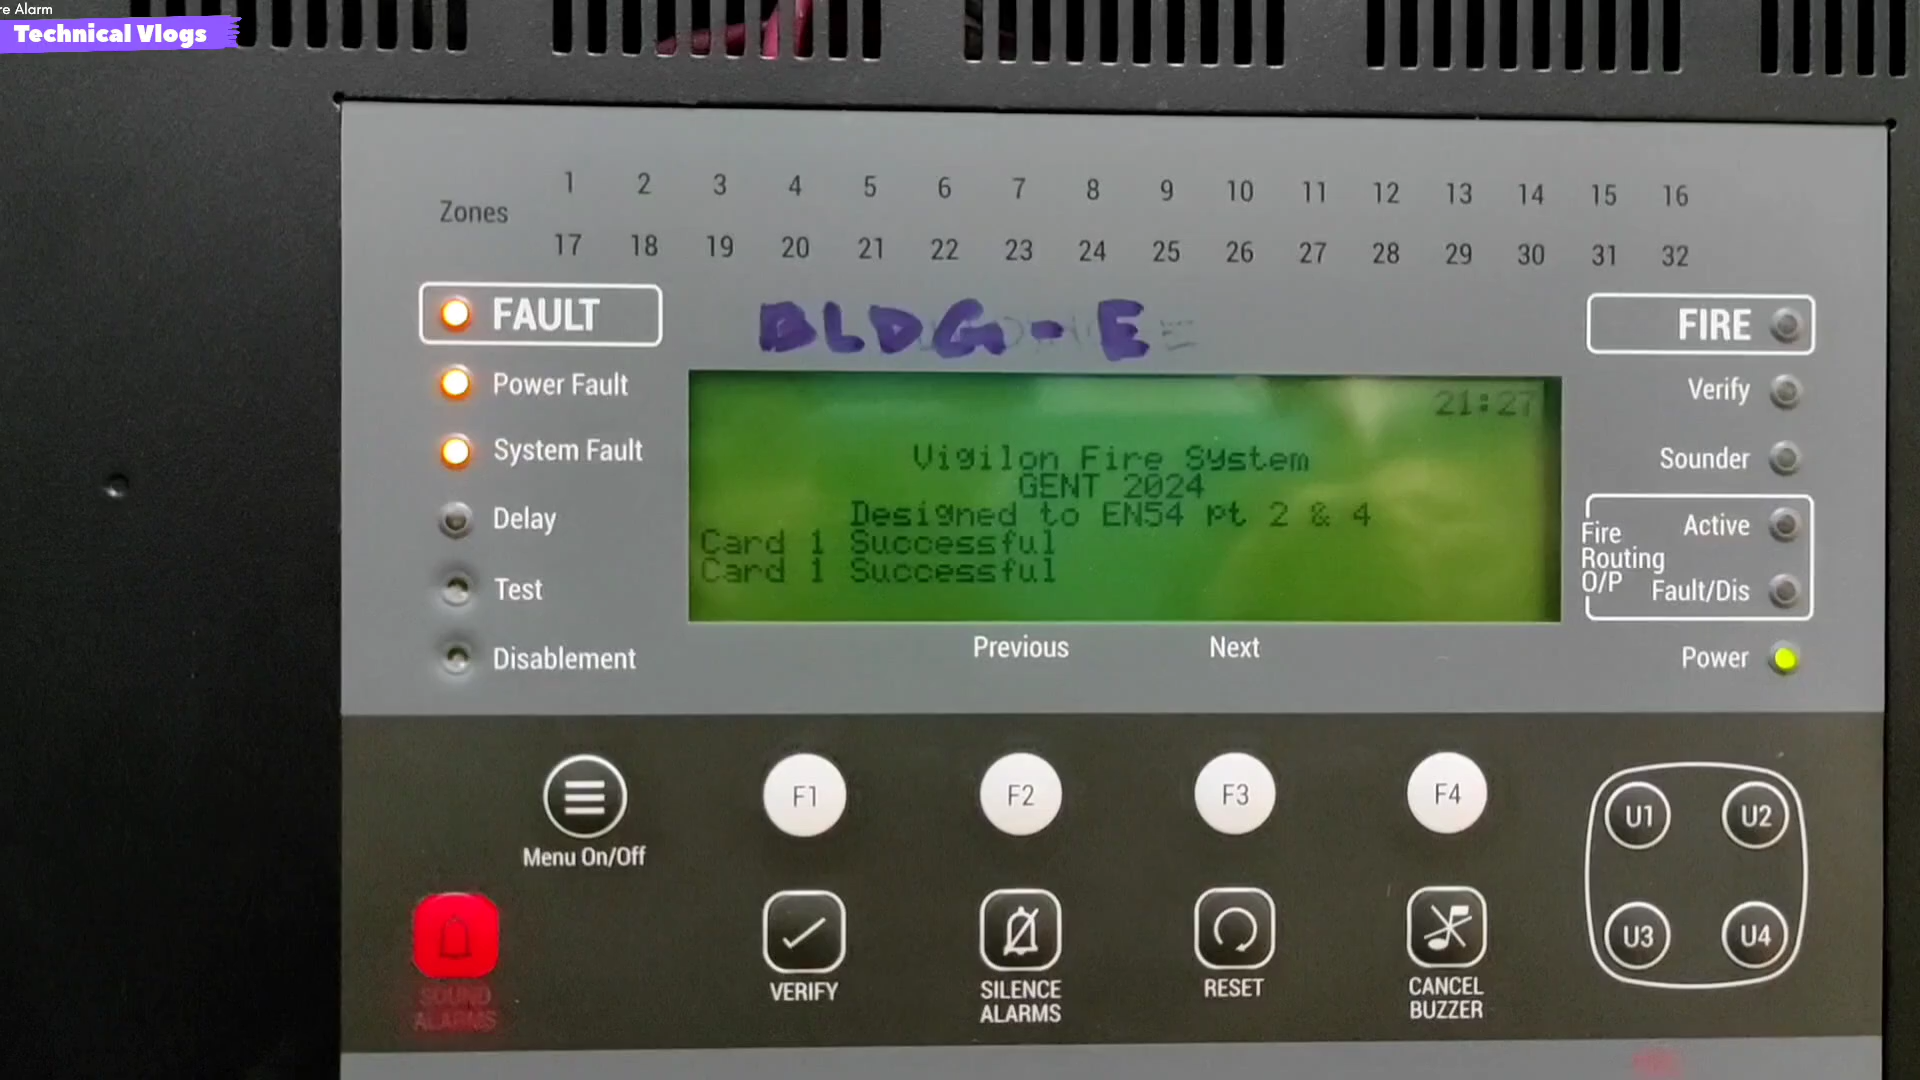 re Alarm
Technical Vlogs
Zones
1 2 3 4 5 6 7 8 9 10 11 12 13 14 15 16
17 18 19 20 21 22 23 24 25 26 27 28 29 30 31 32
FAULT
Power Fault
System Fault
Delay
Test
Disablement
BLDG-E
21:27
Vigilon Fire System
GENT 2024
Designed to EN54 pt 2 & 4
Card 1 Successful
Card 1 Successful
Previous Next
FIRE
Verify
Sounder
Fire
Routing
O/P
Active
Fault/Dis
Power
Menu On/Off
F1 F2 F3 F4
U1 U2
U3 U4
SOUND
ALARMS
VERIFY
SILENCE
ALARMS
RESET
CANCEL
BUZZER